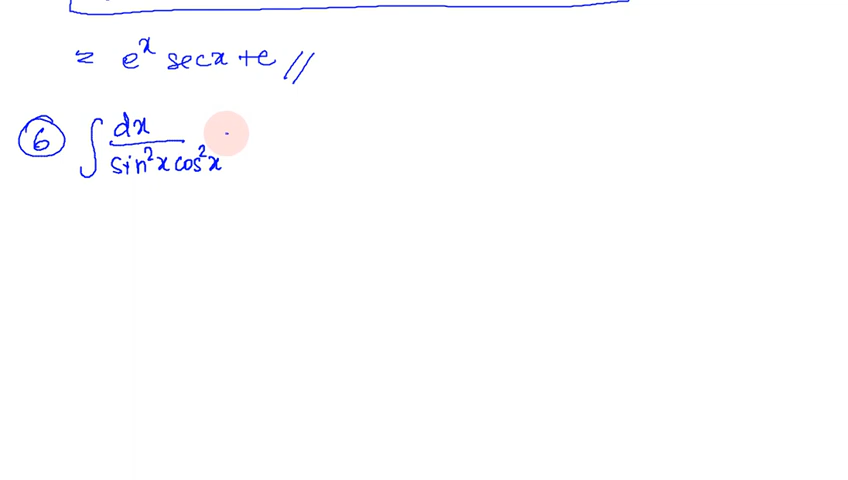 = e^x secx + c //
⑥ ∫ dx / sin²x cos²x